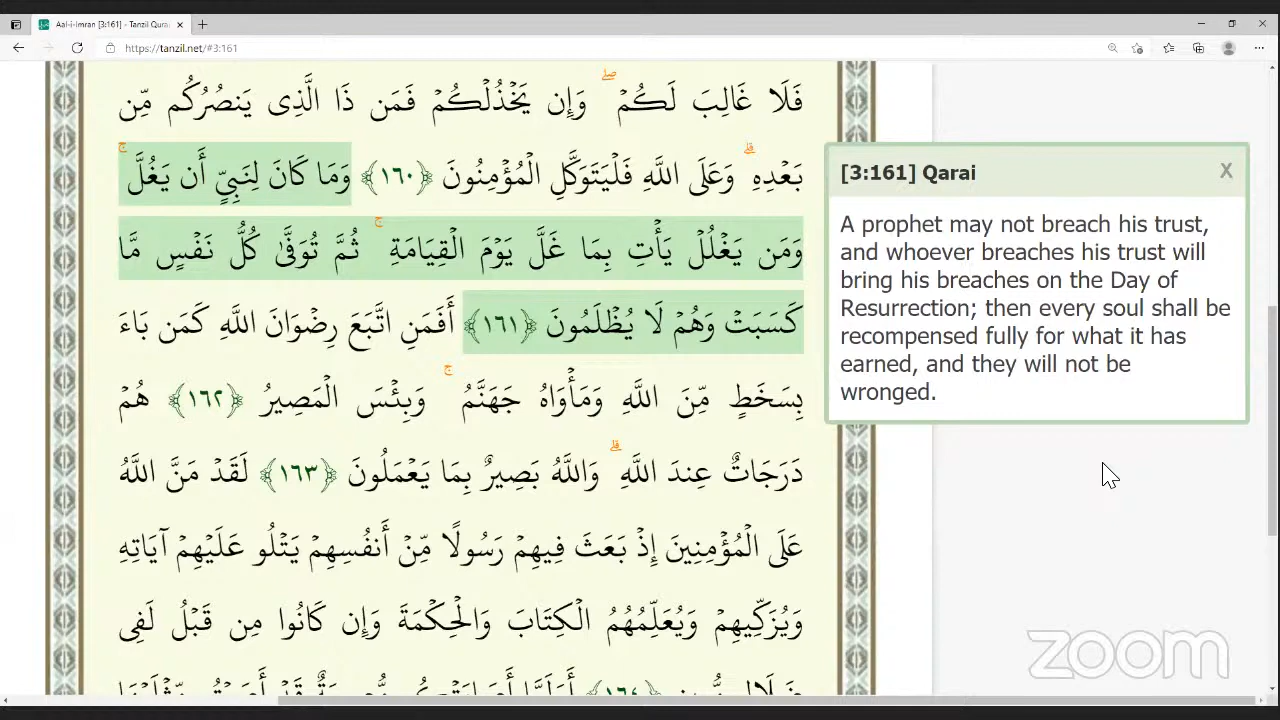 Aal-i-Imran [3:161] - Tanzil Qura
https://tanzil.net/#3:161
فَلَا غَالِبَ لَكُمْ ۖ وَإِن يَخْذُلْكُمْ فَمَن ذَا الَّذِى يَنصُرُكُم مِّن
بَعْدِهِ ۗ وَعَلَى اللَّهِ فَلْيَتَوَكَّلِ الْمُؤْمِنُونَ ﴿١٦٠﴾ وَمَا كَانَ لِنَبِىٍّ أَن يَغُلَّ ۚ
وَمَن يَغْلُلْ يَأْتِ بِمَا غَلَّ يَوْمَ الْقِيَامَةِ ۚ ثُمَّ تُوَفَّىٰ كُلُّ نَفْسٍ مَّا
كَسَبَتْ وَهُمْ لَا يُظْلَمُونَ ﴿١٦١﴾ أَفَمَنِ اتَّبَعَ رِضْوَانَ اللَّهِ كَمَن بَاءَ
بِسَخَطٍ مِّنَ اللَّهِ وَمَأْوَاهُ جَهَنَّمُ ۚ وَبِئْسَ الْمَصِيرُ ﴿١٦٢﴾ هُمْ
دَرَجَاتٌ عِندَ اللَّهِ ۗ وَاللَّهُ بَصِيرٌ بِمَا يَعْمَلُونَ ﴿١٦٣﴾ لَقَدْ مَنَّ اللَّهُ
عَلَى الْمُؤْمِنِينَ إِذْ بَعَثَ فِيهِمْ رَسُولًا مِّنْ أَنفُسِهِمْ يَتْلُو عَلَيْهِمْ آيَاتِهِ
وَيُزَكِّيهِمْ وَيُعَلِّمُهُمُ الْكِتَابَ وَالْحِكْمَةَ وَإِن كَانُوا مِن قَبْلُ لَفِى
[3:161] Qarai
X
A prophet may not breach his trust,
and whoever breaches his trust will
bring his breaches on the Day of
Resurrection; then every soul shall be
recompensed fully for what it has
earned, and they will not be
wronged.
zoom